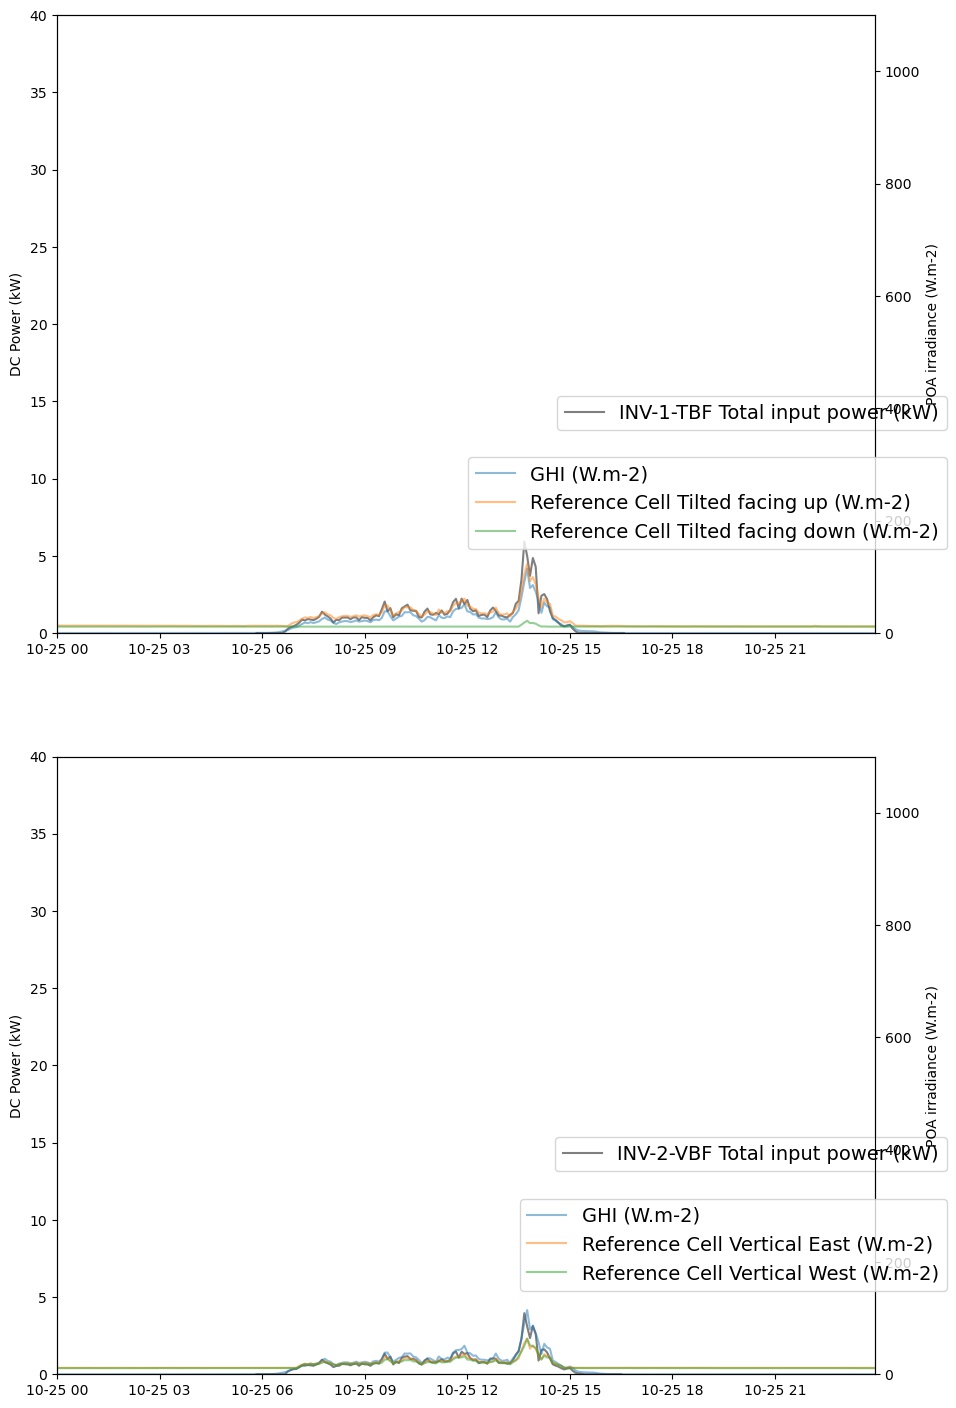 40
35
30
25
20
15
10
5
0
DC Power (kW)
1000
800
600
400
200
0
POA irradiance (W.m-2)
INV-1-TBF Total input power (kW)
GHI (W.m-2)
Reference Cell Tilted facing up (W.m-2)
Reference Cell Tilted facing down (W.m-2)
10-25 00 10-25 03 10-25 06 10-25 09 10-25 12 10-25 15 10-25 18 10-25 21
40
35
30
25
20
15
10
5
0
DC Power (kW)
1000
800
600
400
200
0
POA irradiance (W.m-2)
INV-2-VBF Total input power (kW)
GHI (W.m-2)
Reference Cell Vertical East (W.m-2)
Reference Cell Vertical West (W.m-2)
10-25 00 10-25 03 10-25 06 10-25 09 10-25 12 10-25 15 10-25 18 10-25 21